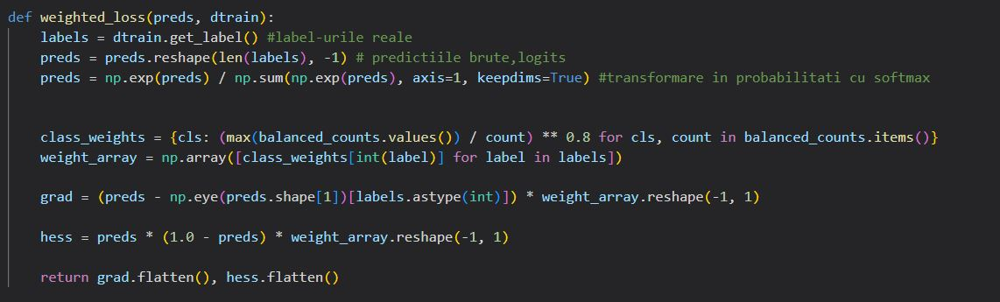 def weighted_loss(preds, dtrain):
    labels = dtrain.get_label() #label-urile reale
    preds = preds.reshape(len(labels), -1) # predictiile brute,logits
    preds = np.exp(preds) / np.sum(np.exp(preds), axis=1, keepdims=True) #transformare in probabilitati cu softmax
    class_weights = {cls: (max(balanced_counts.values()) / count) ** 0.8 for cls, count in balanced_counts.items()}
    weight_array = np.array([class_weights[int(label)] for label in labels])
    grad = (preds - np.eye(preds.shape[1])[labels.astype(int)]) * weight_array.reshape(-1, 1)
    hess = preds * (1.0 - preds) * weight_array.reshape(-1, 1)
    return grad.flatten(), hess.flatten()